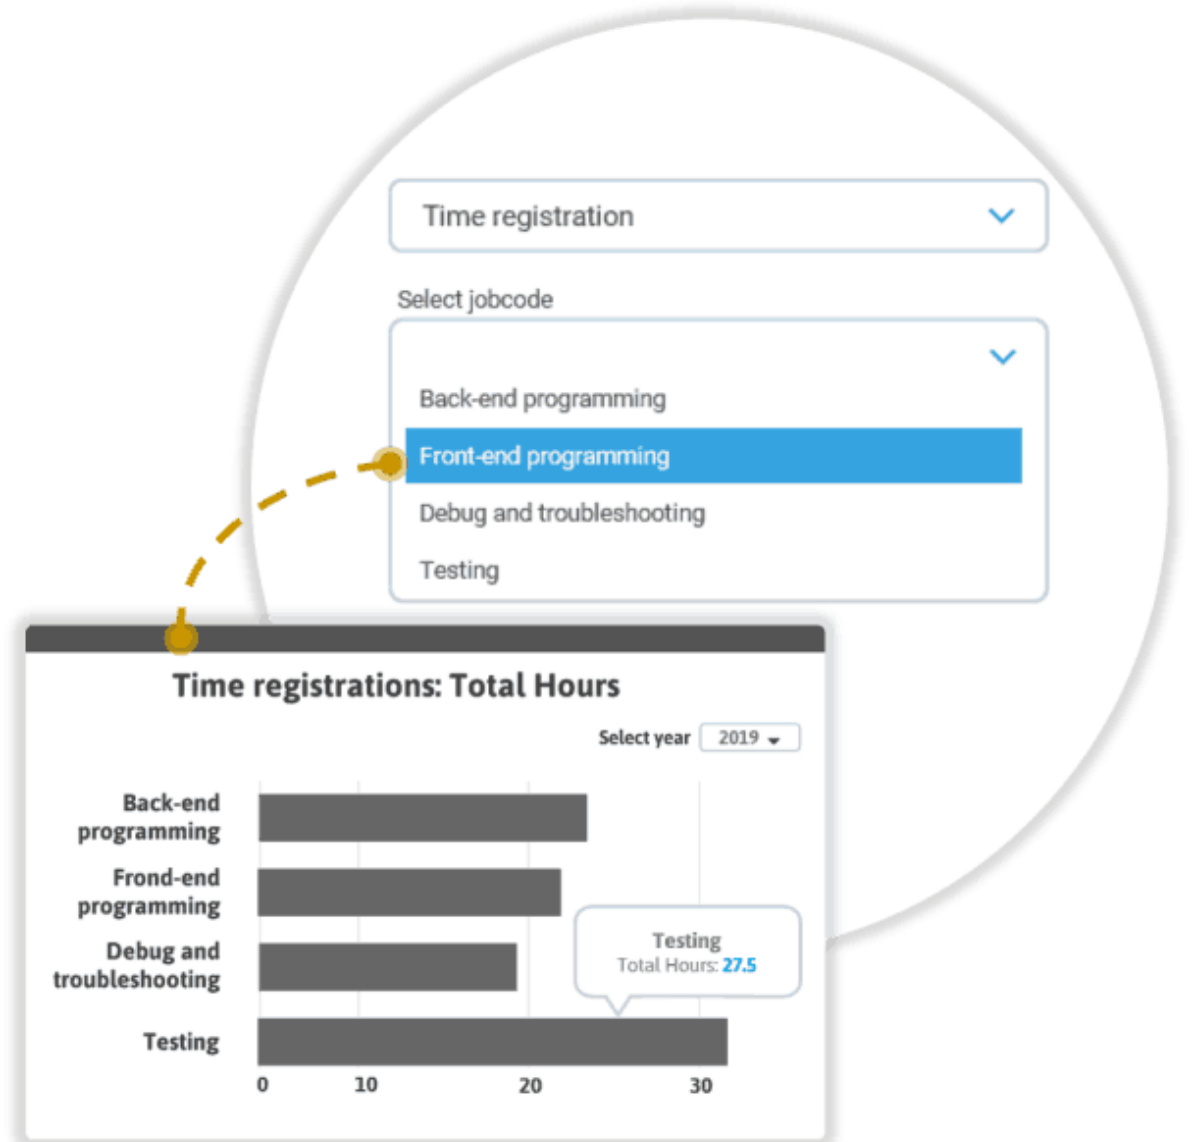 Time registration
Select jobcode
Back-end programming
Front-end programming
Debug and troubleshooting
Testing
Time registrations: Total Hours
Select year 2019
Back-end
programming
Frond-end
programming
Debug and
troubleshooting
Testing
Total Hours: 27.5
Testing
0 10 20 30